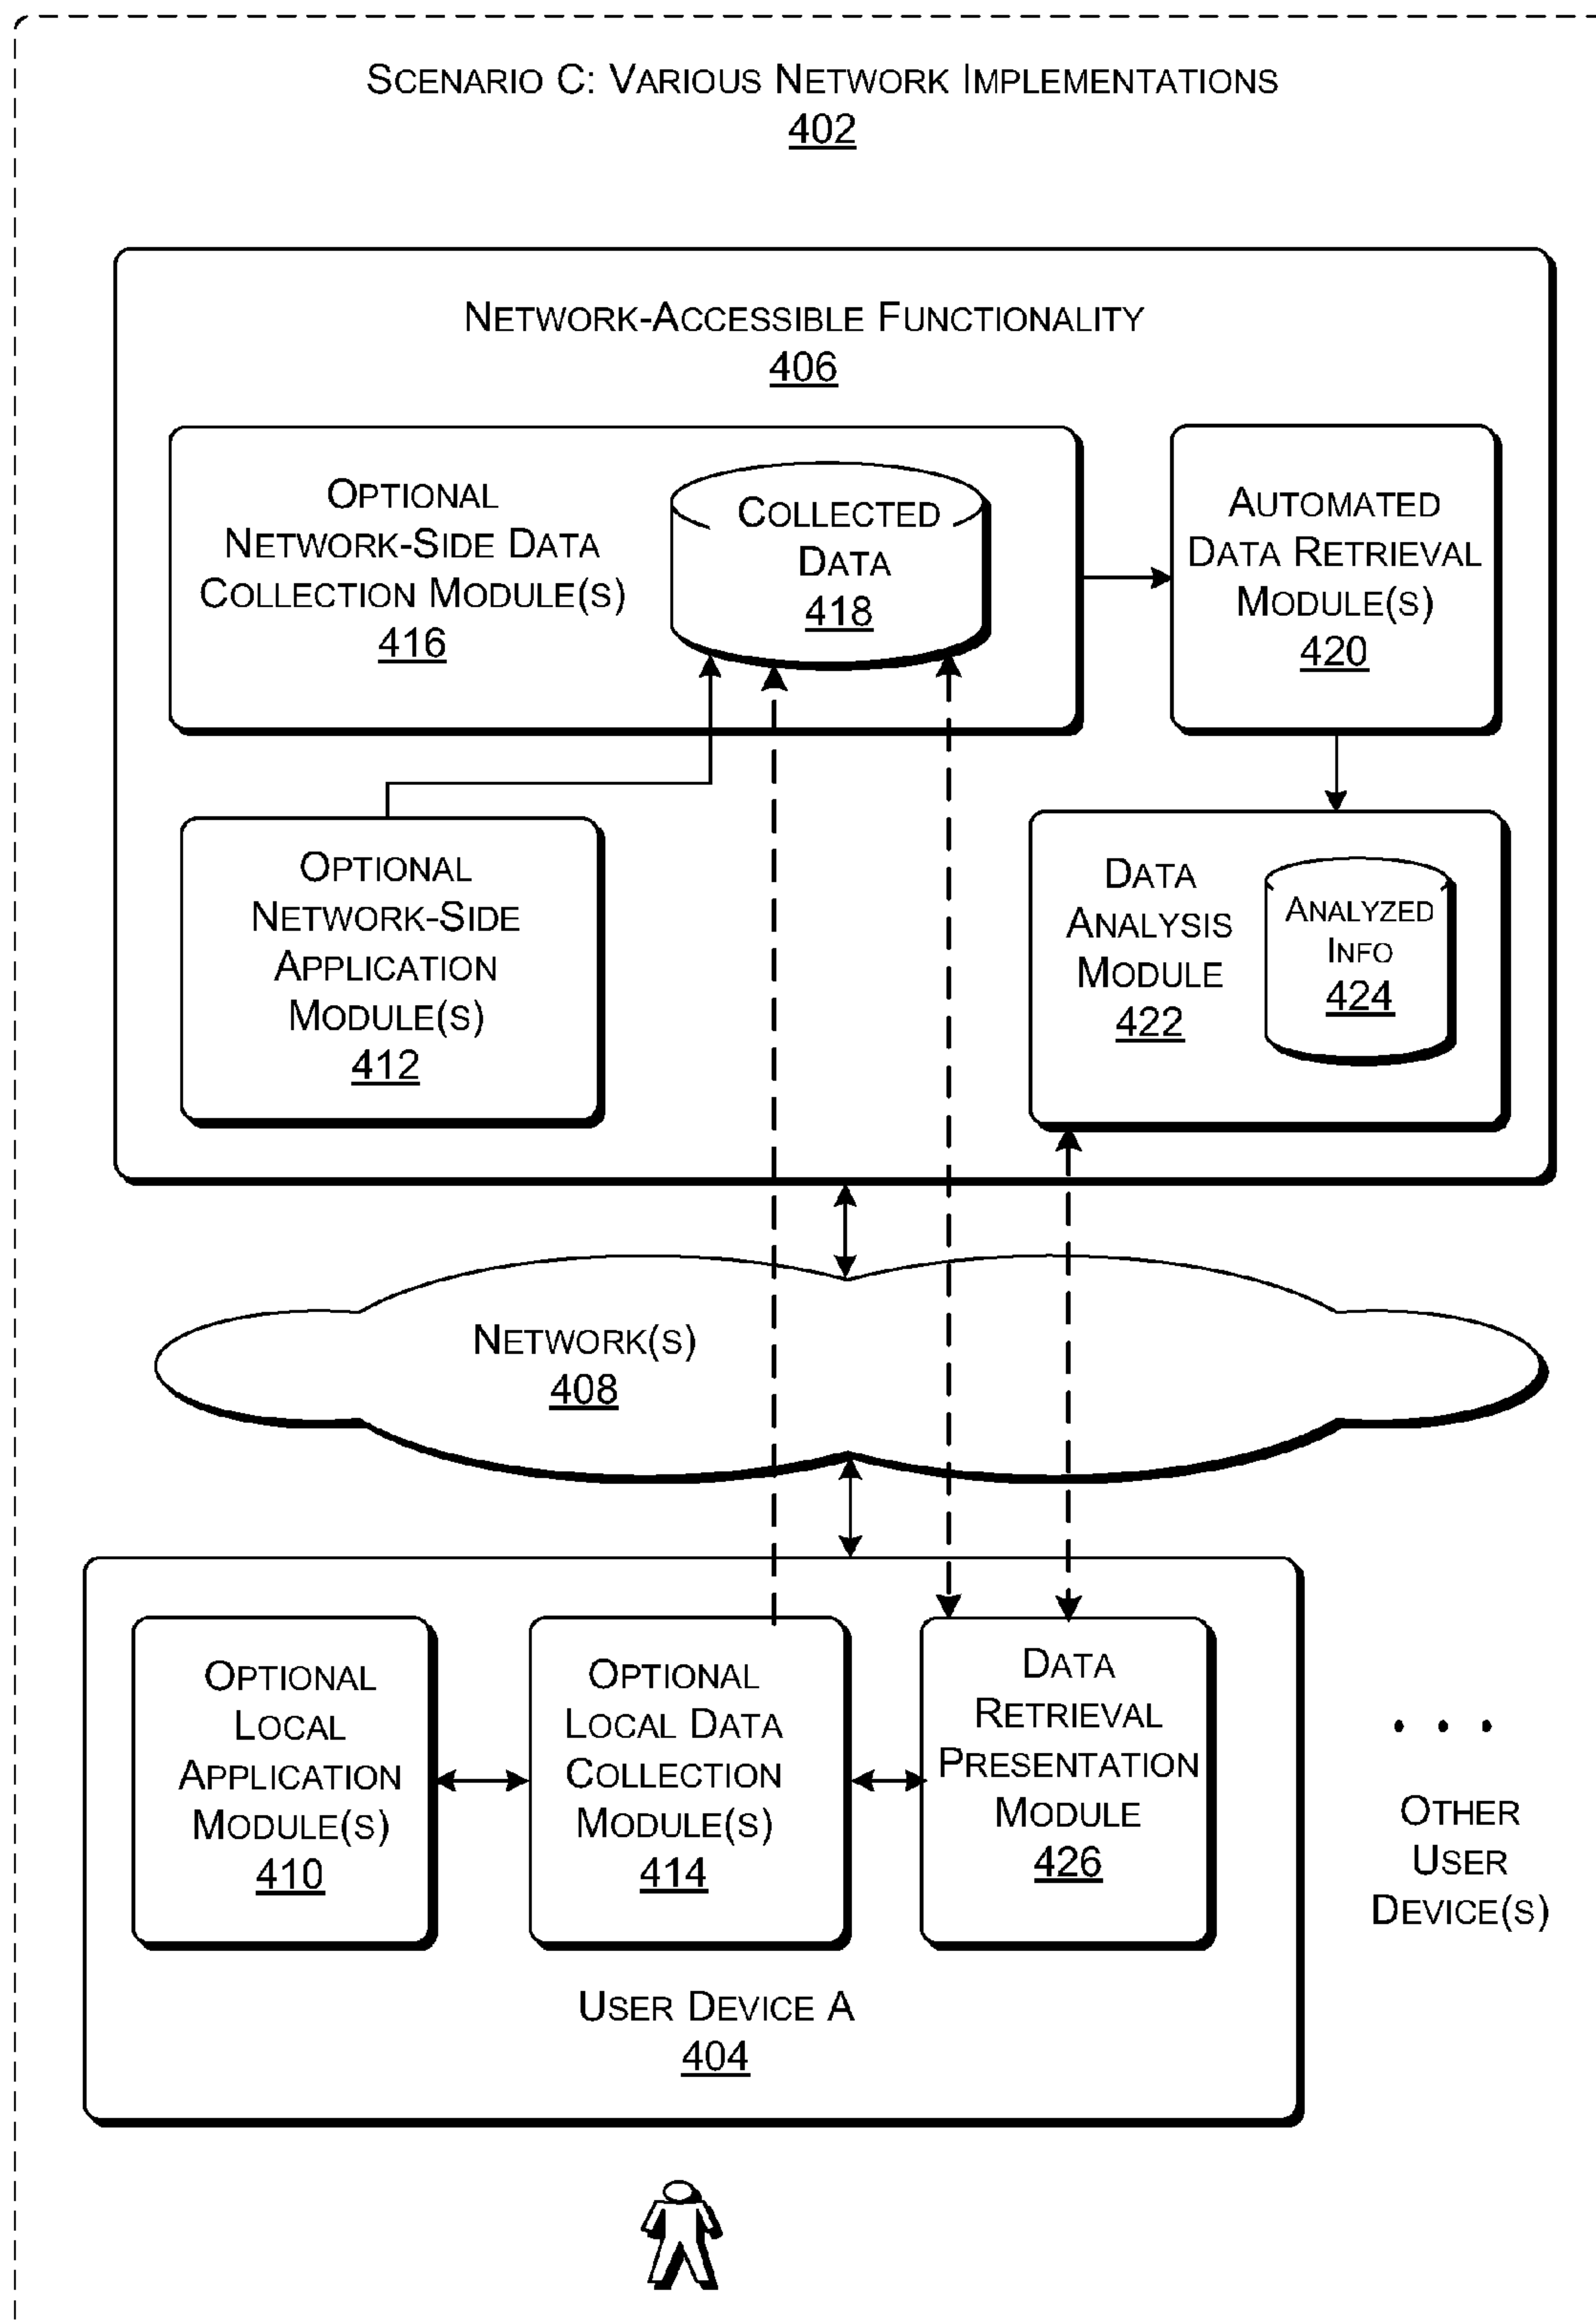 SCENARIO C: VARIOUS NETWORK IMPLEMENTATIONS
402
NETWORK-ACCESSIBLE FUNCTIONALITY
406
OPTIONAL
NETWORK-SIDE DATA
COLLECTION MODULE(S)
416
COLLECTED
DATA
418
AUTOMATED
DATA RETRIEVAL
MODULE(S)
420
OPTIONAL
NETWORK-SIDE
APPLICATION
MODULE(S)
412
DATA
ANALYSIS
MODULE
422
ANALYZED
INFO
424
NETWORK(S)
408
OPTIONAL
LOCAL
APPLICATION
MODULE(S)
410
OPTIONAL
LOCAL DATA
COLLECTION
MODULE(S)
414
DATA
RETRIEVAL
PRESENTATION
MODULE
426
. . .
OTHER
USER
DEVICE(S)
USER DEVICE A
404